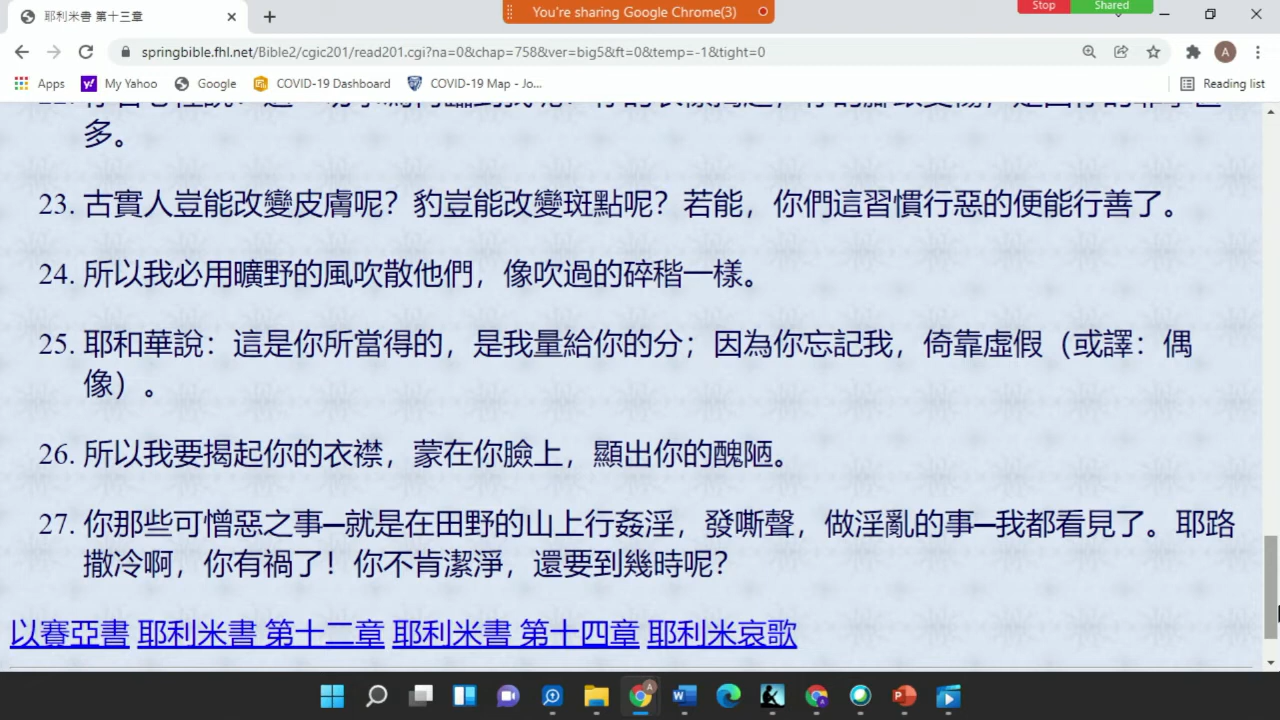 耶利米書 第十三章
You're sharing Google Chrome(3)
Stop
Shared
springbible.fhl.net/Bible2/cgic201/read201.cgi?na=0&chap=758&ver=big5&ft=0&temp=-1&tight=0
A
Apps My Yahoo Google COVID-19 Dashboard COVID-19 Map - Jo... Reading list
多。
23. 古實人豈能改變皮膚呢？豹豈能改變斑點呢？若能，你們這習慣行惡的便能行善了。
24. 所以我必用曠野的風吹散他們，像吹過的碎稭一樣。
25. 耶和華說：這是你所當得的，是我量給你的分；因為你忘記我，倚靠虛假（或譯：偶
像）。
26. 所以我要揭起你的衣襟，蒙在你臉上，顯出你的醜陋。
27. 你那些可憎惡之事─就是在田野的山上行姦淫，發嘶聲，做淫亂的事─我都看見了。耶路
撒冷啊，你有禍了！你不肯潔淨，還要到幾時呢？
以賽亞書 耶利米書 第十二章 耶利米書 第十四章 耶利米哀歌